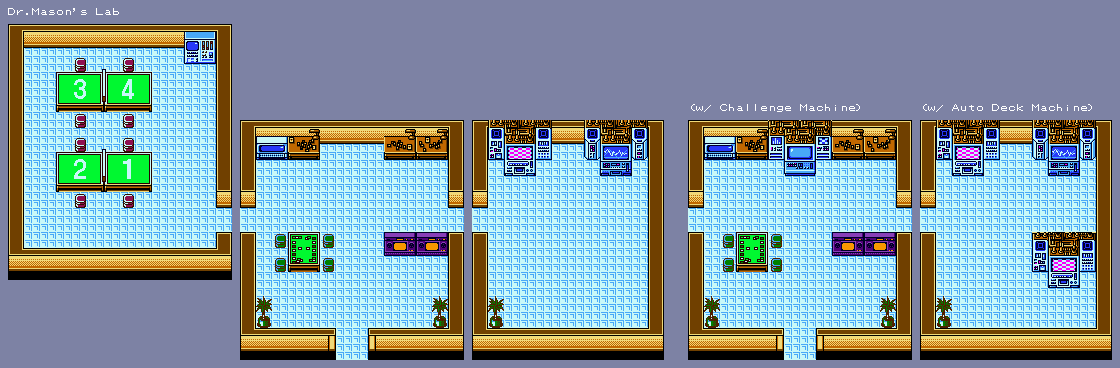 Dr.Mason's Lab
(w/ Challenge Machine)
(w/ Auto Deck Machine)
3 4
2 1